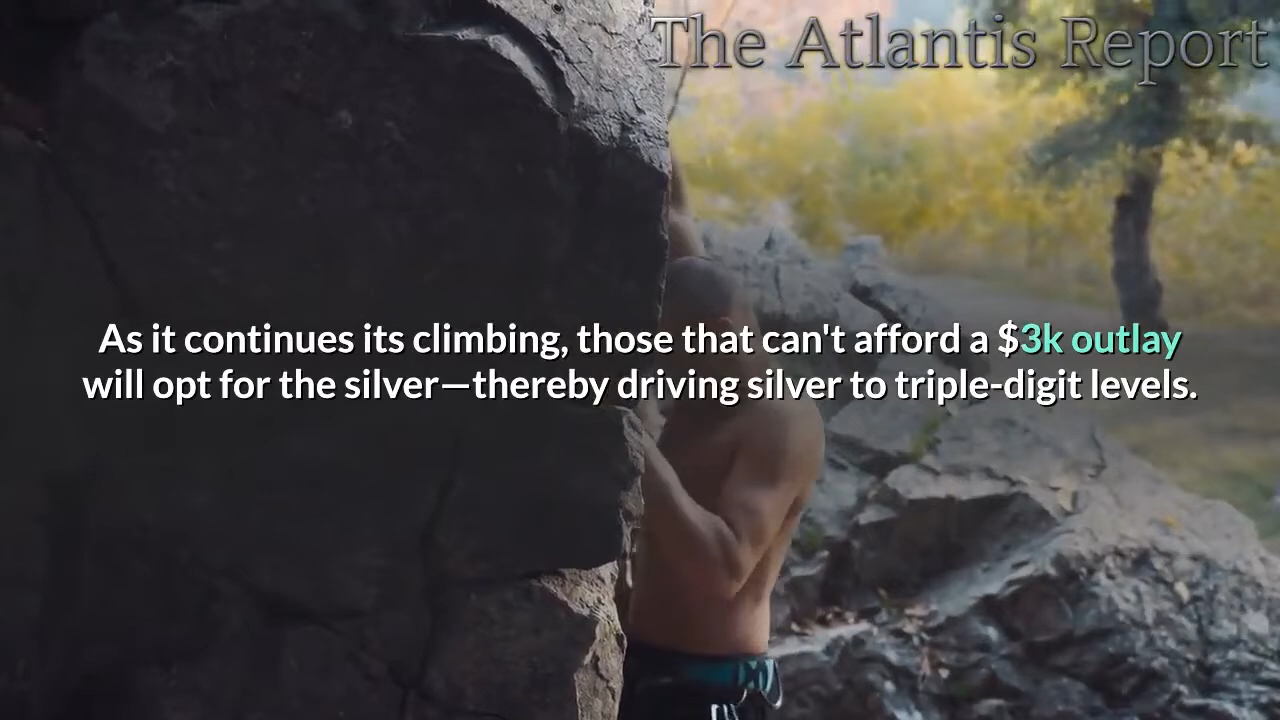 The Atlantis Report
As it continues its climbing, those that can't afford a $3k outlay
will opt for the silver—thereby driving silver to triple-digit levels.